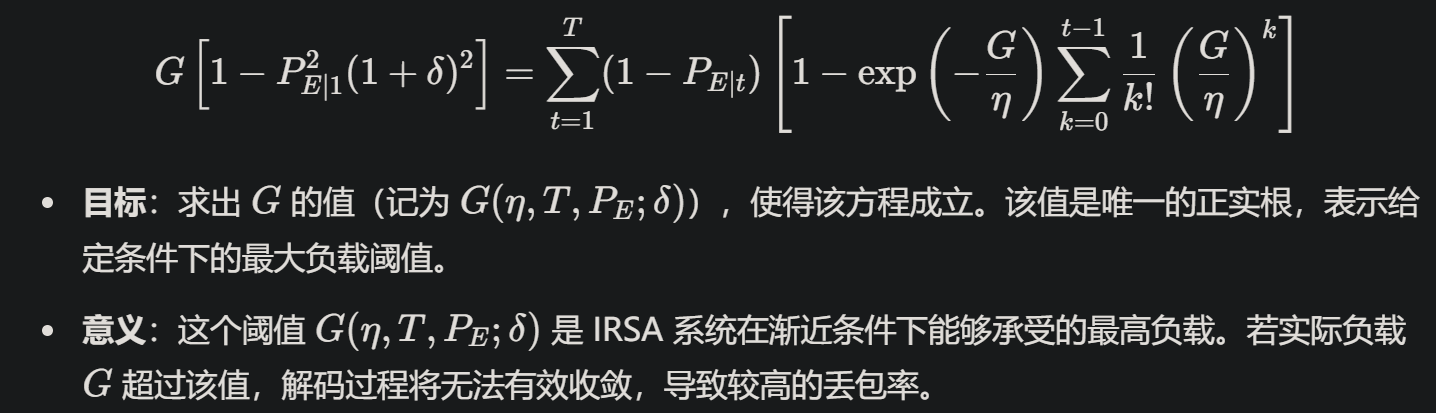 $$G\left[1-P_{E|1}^{2}(1+\delta)^{2}\right]=\sum_{t=1}^{T}(1-P_{E|t})\left[1-\exp\left(-\frac{G}{\eta}\right)\sum_{k=0}^{t-1}\frac{1}{k!}\left(\frac{G}{\eta}\right)^{k}\right]$$
• 目标：求出 $G$ 的值（记为 $G(\eta,T,P_E;\delta)$），使得该方程成立。该值是唯一的正实根，表示给
定条件下的最大负载阈值。
• 意义：这个阈值 $G(\eta,T,P_E;\delta)$ 是 IRSA 系统在渐近条件下能够承受的最高负载。若实际负载
$G$ 超过该值，解码过程将无法有效收敛，导致较高的丢包率。